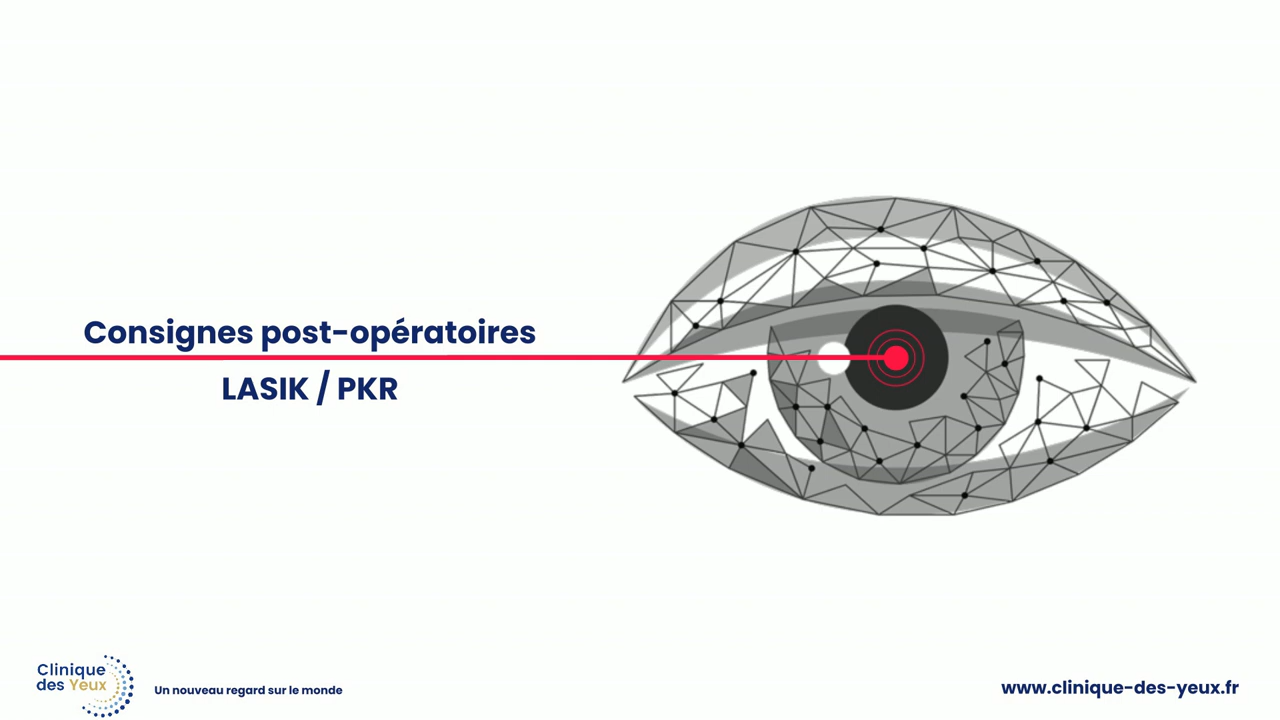 Consignes post-opératoires
LASIK / PKR
Clinique
des Yeux
Un nouveau regard sur le monde
www.clinique-des-yeux.fr